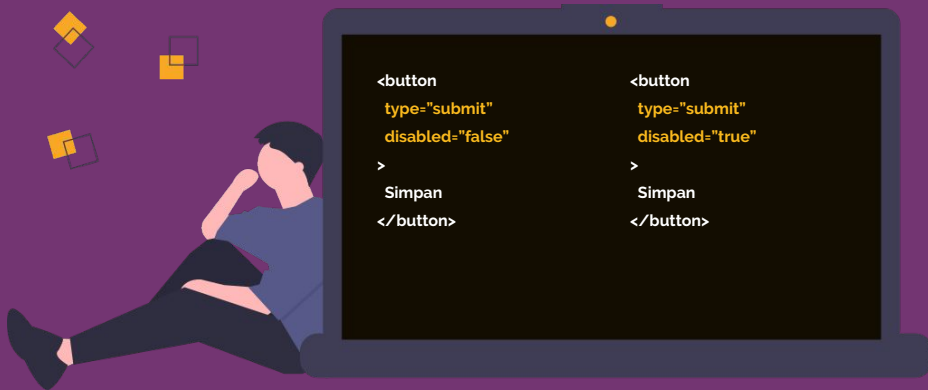 <button
type=”submit”
disabled=”false”
>
Simpan
</button>
<button
type=”submit”
disabled=”true”
>
Simpan
</button>